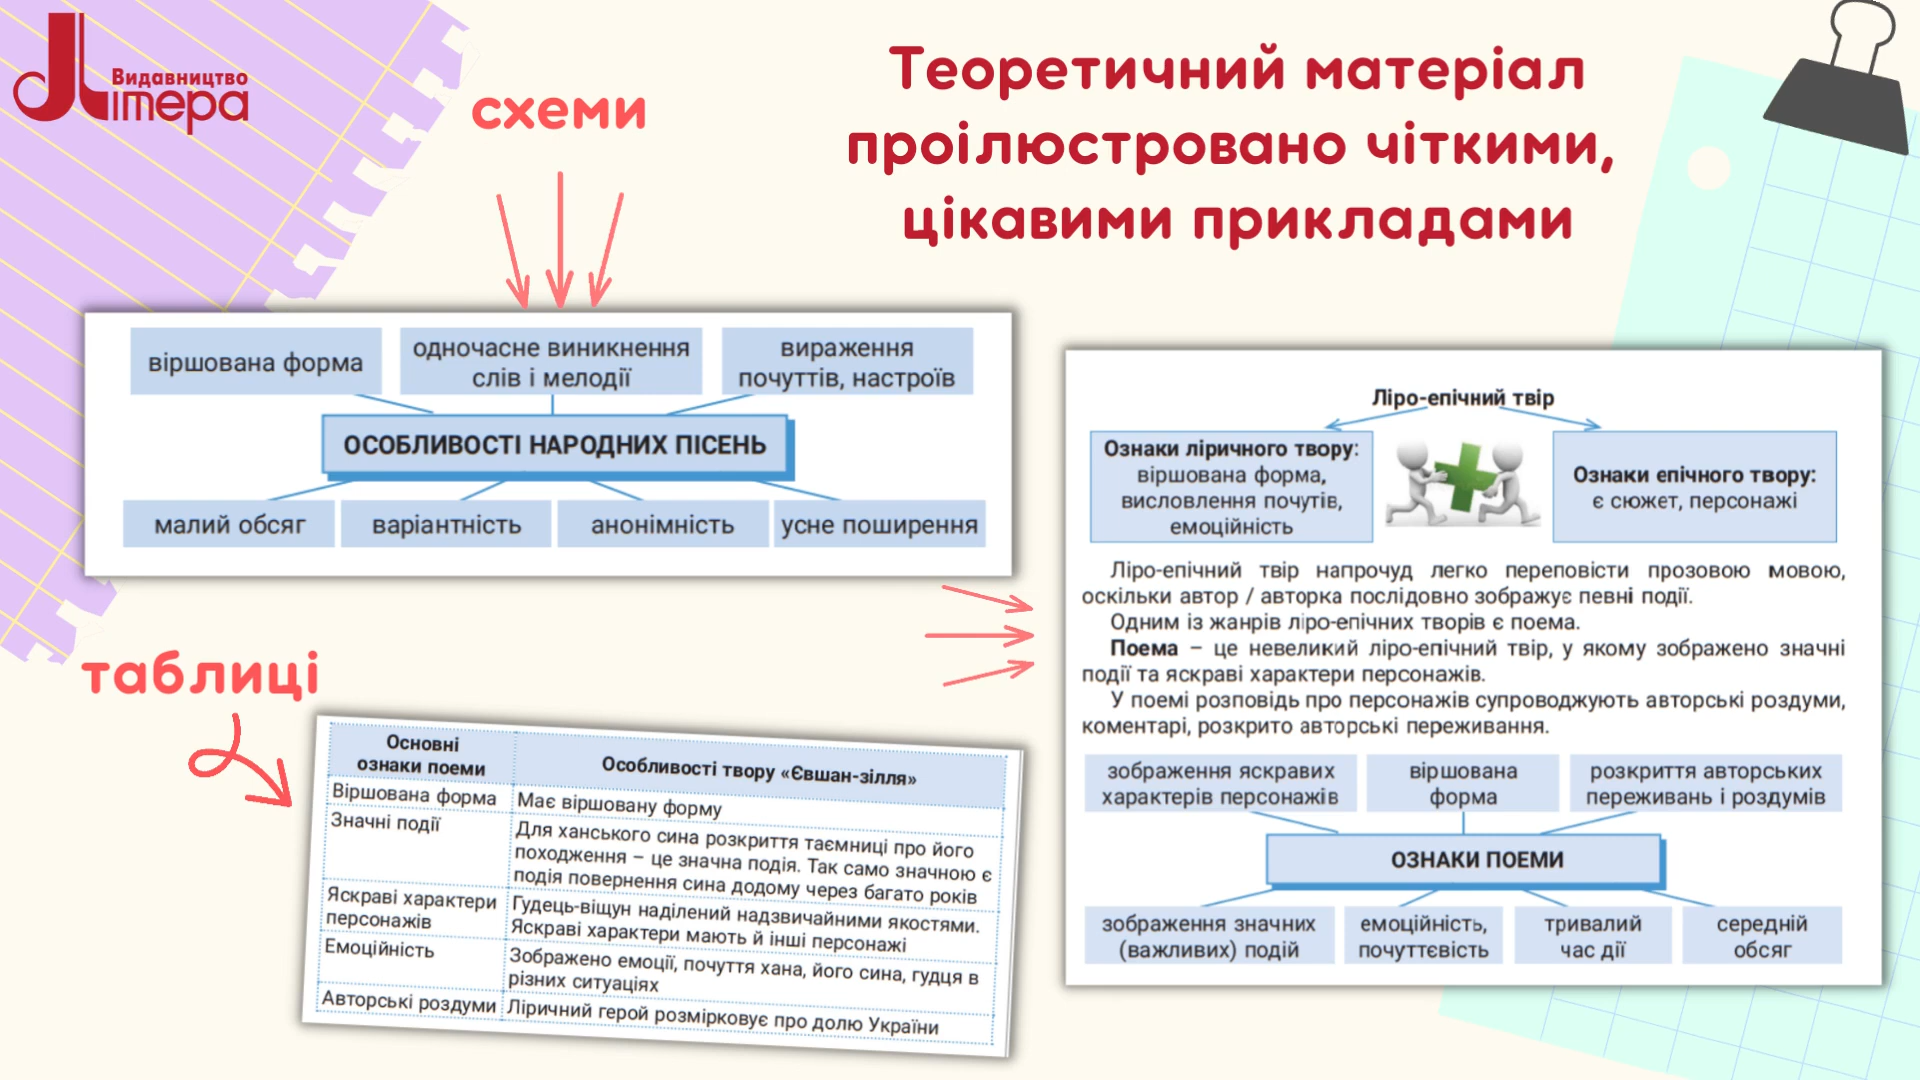 Видавництво
Літера
схеми
Теоретичний матеріал
проілюстровано чіткими,
цікавими прикладами
віршована форма
одночасне виникнення
слів і мелодії
вираження
почуттів, настроїв
ОСОБЛИВОСТІ НАРОДНИХ ПІСЕНЬ
малий обсяг
варіантність
анонімність
усне поширення
таблиці
Основні
ознаки поеми
Особливості твору «Євшан-зілля»
Віршована форма
Має віршовану форму
Значні події
Для ханського сина розкриття таємниці про його
походження – це значна подія. Так само значною є
подія повернення сина додому через багато років
Яскраві характери
персонажів
Гудець-віщун наділений надзвичайними якостями.
Яскраві характери мають й інші персонажі
Емоційність
Зображено емоції, почуття хана, його сина, гудця в
різних ситуаціях
Авторські роздуми
Ліричний герой розмірковує про долю України
Ліро-епічний твір
Ознаки ліричного твору:
віршована форма,
висловлення почутів,
емоційність
Ознаки епічного твору:
є сюжет, персонажі
Ліро-епічний твір напрочуд легко переповісти прозовою мовою,
оскільки автор / авторка послідовно зображує певні події.
Одним із жанрів ліро-епічних творів є поема.
Поема – це невеликий ліро-епічний твір, у якому зображено значні
події та яскраві характери персонажів.
У поемі розповідь про персонажів супроводжують авторські роздуми,
коментарі, розкрито авторські переживання.
зображення яскравих
характерів персонажів
віршована
форма
розкриття авторських
переживань і роздумів
ОЗНАКИ ПОЕМИ
зображення значних
(важливих) подій
емоційність,
почуттєвість
тривалий
час дії
середній
обсяг